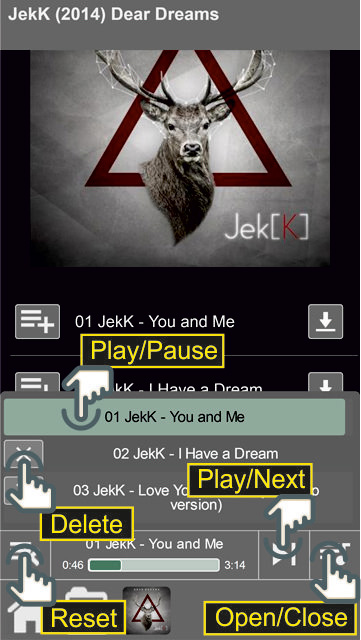 JekK (2014) Dear Dreams
Jek[K]
01 JekK - You and Me
Play/Pause
JekK - I Have a Dream
01 JekK - You and Me
02 JekK - I Have a Dream
Play/Next
03 JekK - Love Yo
version)
Delete
01 JekK - You and Me
0:46
3:14
Reset
Open/Close